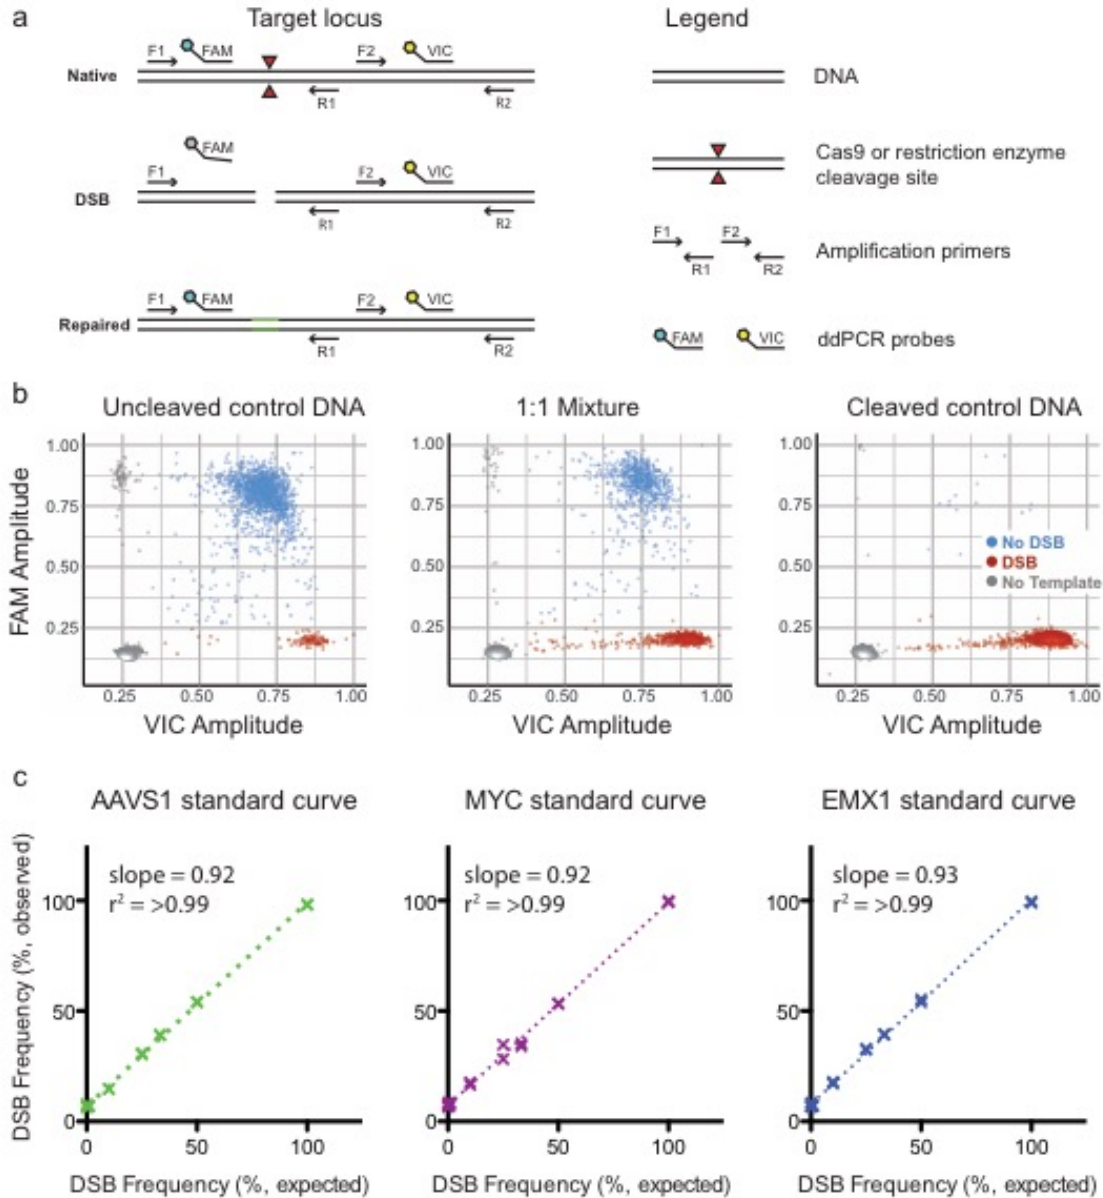 a
Target locus
Legend
F1 FAM F2 VIC
Native
R1 R2
DNA
FAM
F1 F2 VIC
DSB
R1 R2
Cas9 or restriction enzyme
cleavage site
F1 F2
R1 R2
Amplification primers
F1 FAM F2 VIC
Repaired
R1 R2
FAM VIC
ddPCR probes
b
Uncleaved control DNA
1:1 Mixture
Cleaved control DNA
FAM Amplitude
1.00
0.75
0.50
0.25
0.25 0.50 0.75 1.00
VIC Amplitude
1.00
0.75
0.50
0.25
0.25 0.50 0.75 1.00
VIC Amplitude
1.00
0.75
0.50
0.25
No DSB
DSB
No Template
0.25 0.50 0.75 1.00
VIC Amplitude
c
AAVS1 standard curve
MYC standard curve
EMX1 standard curve
DSB Frequency (%, observed)
slope = 0.92
r² = >0.99
100
50
0
0 50 100
DSB Frequency (%, expected)
slope = 0.92
r² = >0.99
100
50
0
0 50 100
DSB Frequency (%, expected)
slope = 0.93
r² = >0.99
100
50
0
0 50 100
DSB Frequency (%, expected)